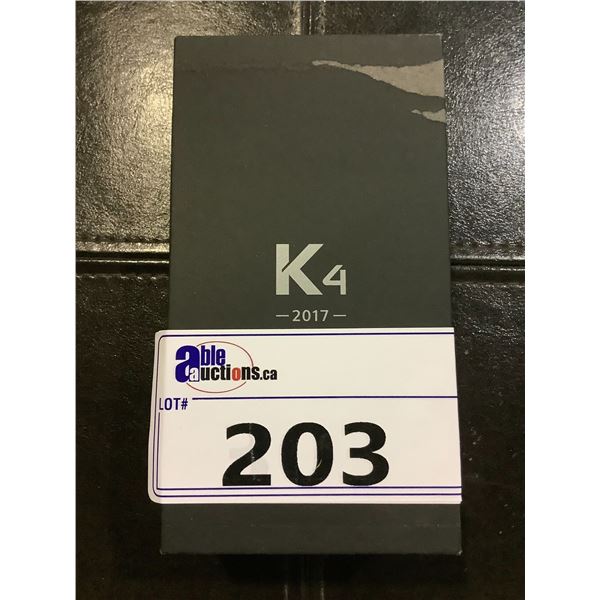 K4
—2017—
able
auctions.ca
LOT#
203